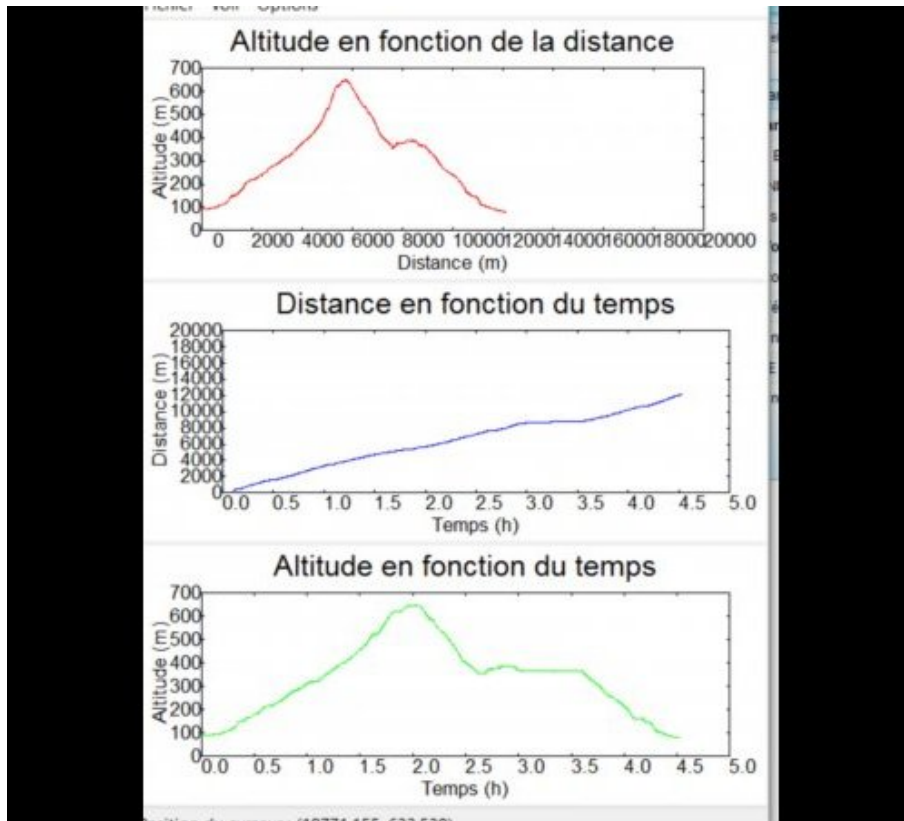 Fichier Voir Options
Altitude en fonction de la distance
700
600
500
400
300
200
100
0
Altitude (m)
0 2000 4000 6000 8000 10000 12000 14000 16000 18000 20000
Distance (m)
Distance en fonction du temps
20000
18000
16000
14000
12000
10000
8000
6000
4000
2000
0
Distance (m)
0.0 0.5 1.0 1.5 2.0 2.5 3.0 3.5 4.0 4.5 5.0
Temps (h)
Altitude en fonction du temps
700
600
500
400
300
200
100
0
Altitude (m)
0.0 0.5 1.0 1.5 2.0 2.5 3.0 3.5 4.0 4.5 5.0
Temps (h)